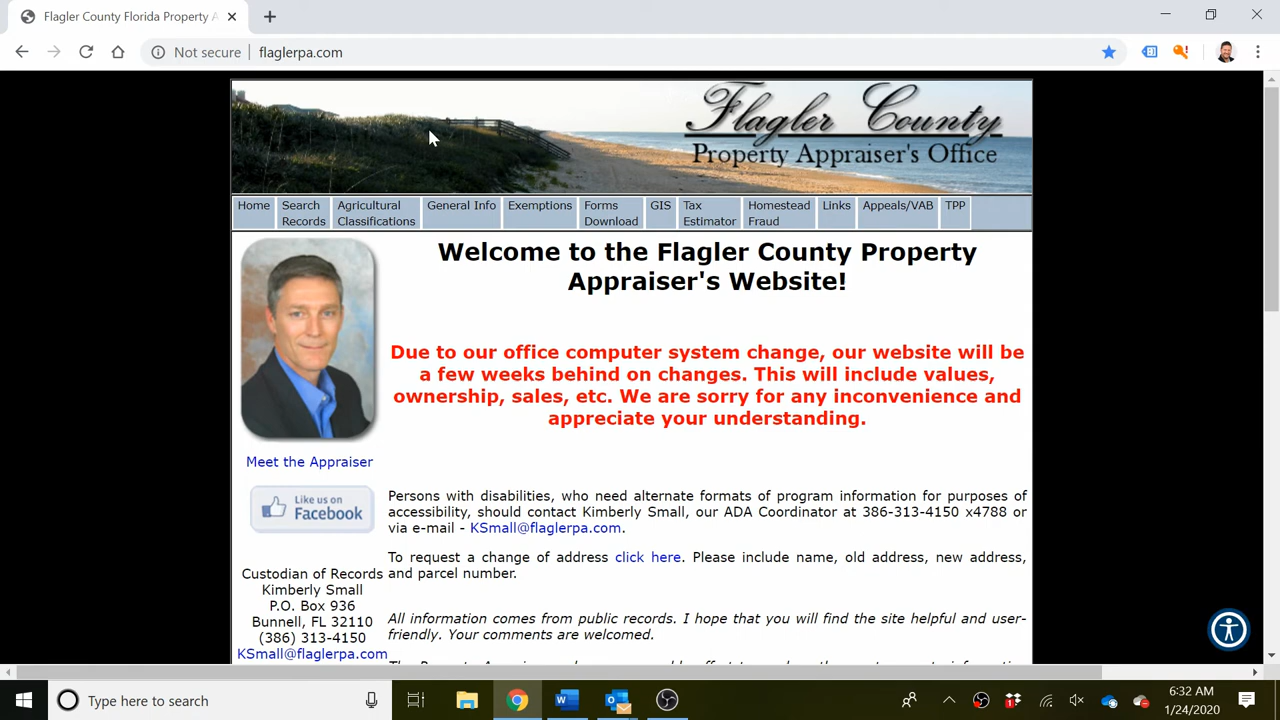 Flagler County Florida Property A
Not secure
flaglerpa.com
Flagler County
Property Appraiser's Office
Home
Search Records
Agricultural Classifications
General Info
Exemptions
Forms Download
GIS
Tax Estimator
Homestead Fraud
Links
Appeals/VAB
TPP
Welcome to the Flagler County Property
Appraiser's Website!
Due to our office computer system change, our website will be
a few weeks behind on changes. This will include values,
ownership, sales, etc. We are sorry for any inconvenience and
appreciate your understanding.
Meet the Appraiser
Like us on
Facebook
Persons with disabilities, who need alternate formats of program information for purposes of
accessibility, should contact Kimberly Small, our ADA Coordinator at 386-313-4150 x4788 or
via e-mail - KSmall@flaglerpa.com.
To request a change of address click here. Please include name, old address, new address,
and parcel number.
Custodian of Records
Kimberly Small
P.O. Box 936
Bunnell, FL 32110
(386) 313-4150
KSmall@flaglerpa.com
All information comes from public records. I hope that you will find the site helpful and user-
friendly. Your comments are welcomed.
Type here to search
6:32 AM
1/24/2020